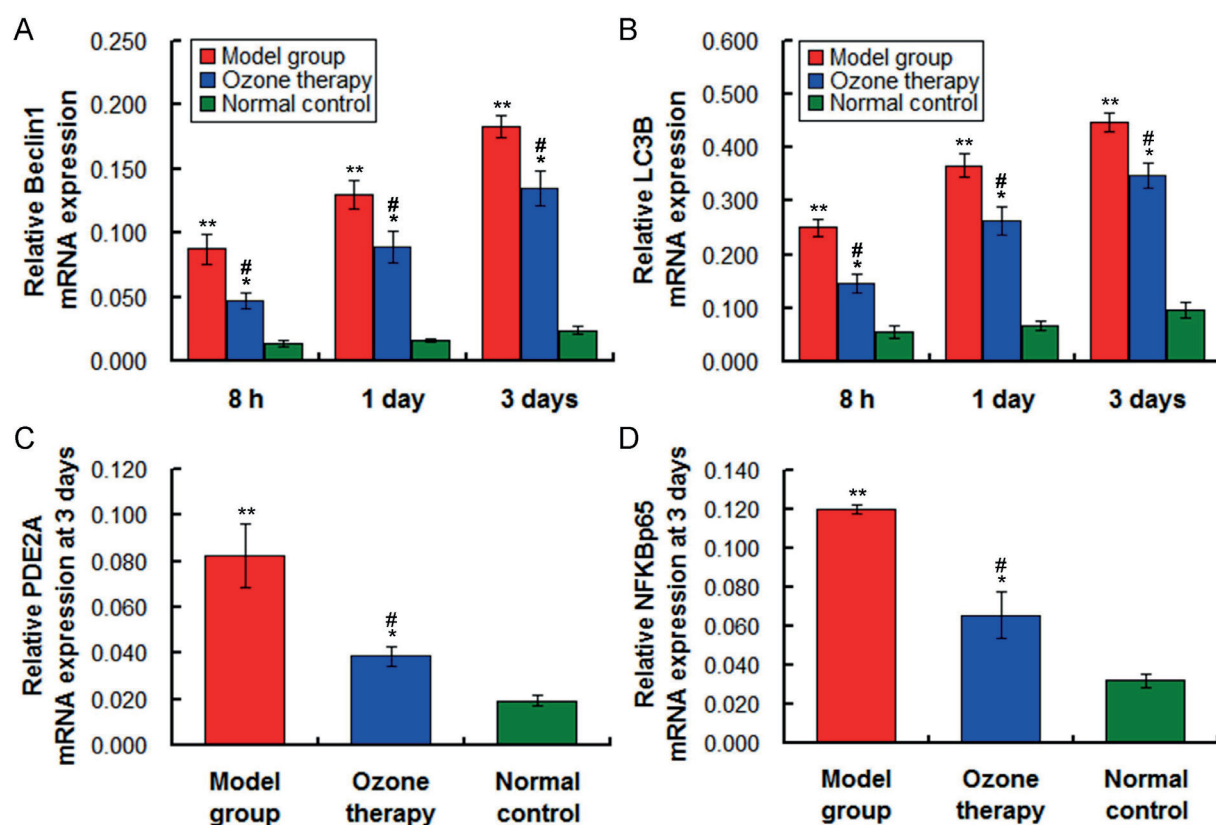 A
Relative Beclin1
mRNA expression
0.250
0.200
0.150
0.100
0.050
0.000
Model group
Ozone therapy
Normal control
**
#
*
**
#
*
**
#
*
8 h
1 day
3 days
B
Relative LC3B
mRNA expression
0.600
0.500
0.400
0.300
0.200
0.100
0.000
Model group
Ozone therapy
Normal control
**
#
*
**
#
*
**
#
*
8 h
1 day
3 days
C
Relative PDE2A
mRNA expression at 3 days
0.120
0.100
0.080
0.060
0.040
0.020
0.000
**
#
*
Model
group
Ozone
therapy
Normal
control
D
Relative NFKBp65
mRNA expression at 3 days
0.140
0.120
0.100
0.080
0.060
0.040
0.020
0.000
**
#
*
Model
group
Ozone
therapy
Normal
control